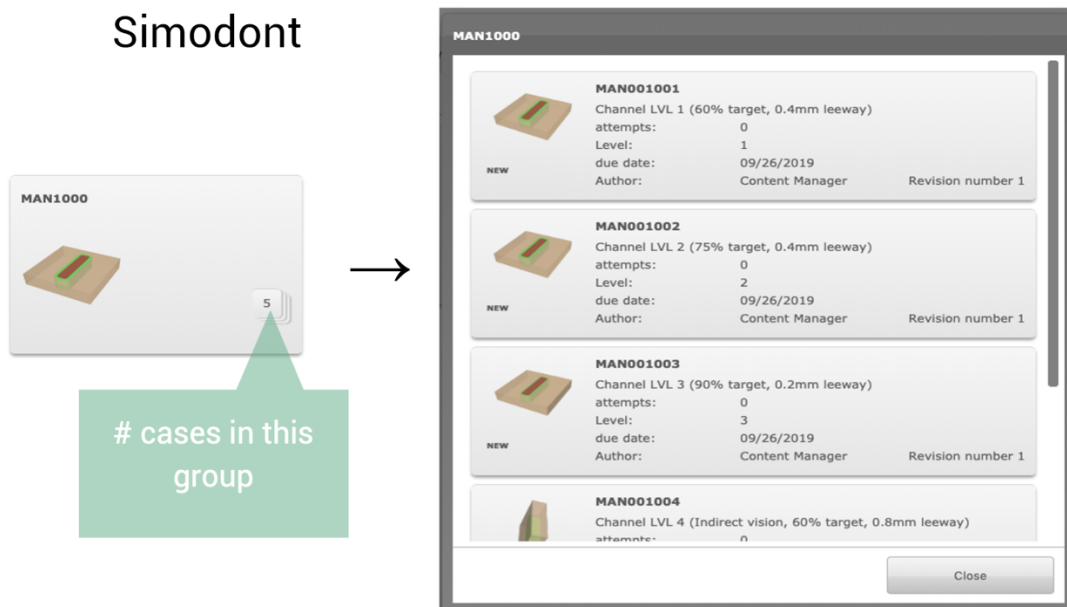 Simodont
MAN1000
5
# cases in this
group
→
MAN1000
MAN001001
Channel LVL 1 (60% target, 0.4mm leeway)
attempts: 0
Level: 1
due date: 09/26/2019
NEW
Author: Content Manager Revision number 1
MAN001002
Channel LVL 2 (75% target, 0.4mm leeway)
attempts: 0
Level: 2
due date: 09/26/2019
NEW
Author: Content Manager Revision number 1
MAN001003
Channel LVL 3 (90% target, 0.2mm leeway)
attempts: 0
Level: 3
due date: 09/26/2019
NEW
Author: Content Manager Revision number 1
MAN001004
Channel LVL 4 (Indirect vision, 60% target, 0.8mm leeway)
attempts: 0
Close